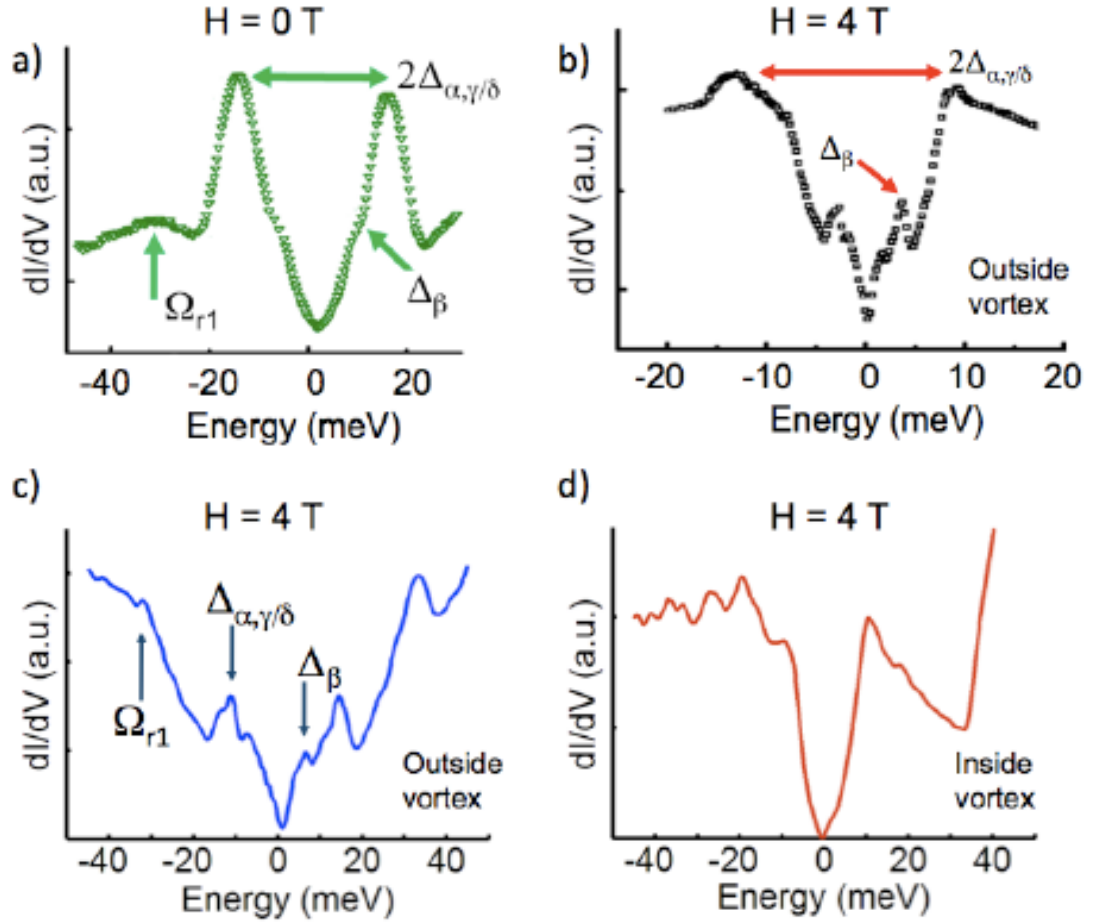 H = 0 T
a)
2Δα,γ/δ
dI/dV (a.u.)
Ωr1
Δβ
-40 -20 0 20
Energy (meV)
H = 4 T
b)
2Δα,γ/δ
Δβ
dI/dV (a.u.)
Outside
vortex
-20 -10 0 10 20
Energy (meV)
c)
H = 4 T
Δα,γ/δ
Δβ
Ωr1
dI/dV (a.u.)
Outside
vortex
-40 -20 0 20 40
Energy (meV)
d)
H = 4 T
dI/dV (a.u.)
Inside
vortex
-40 -20 0 20 40
Energy (meV)